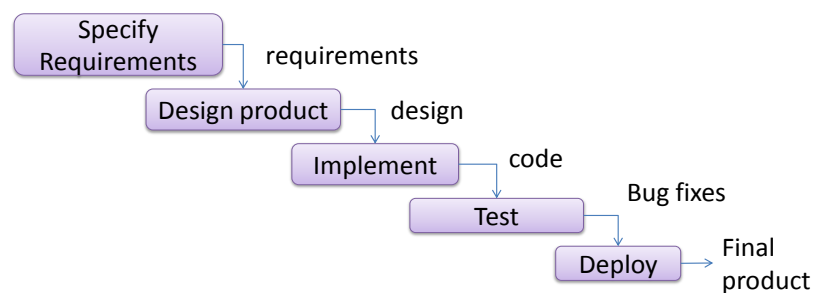 Specify
Requirements
requirements
Design product
design
Implement
code
Test
Bug fixes
Deploy
Final
product